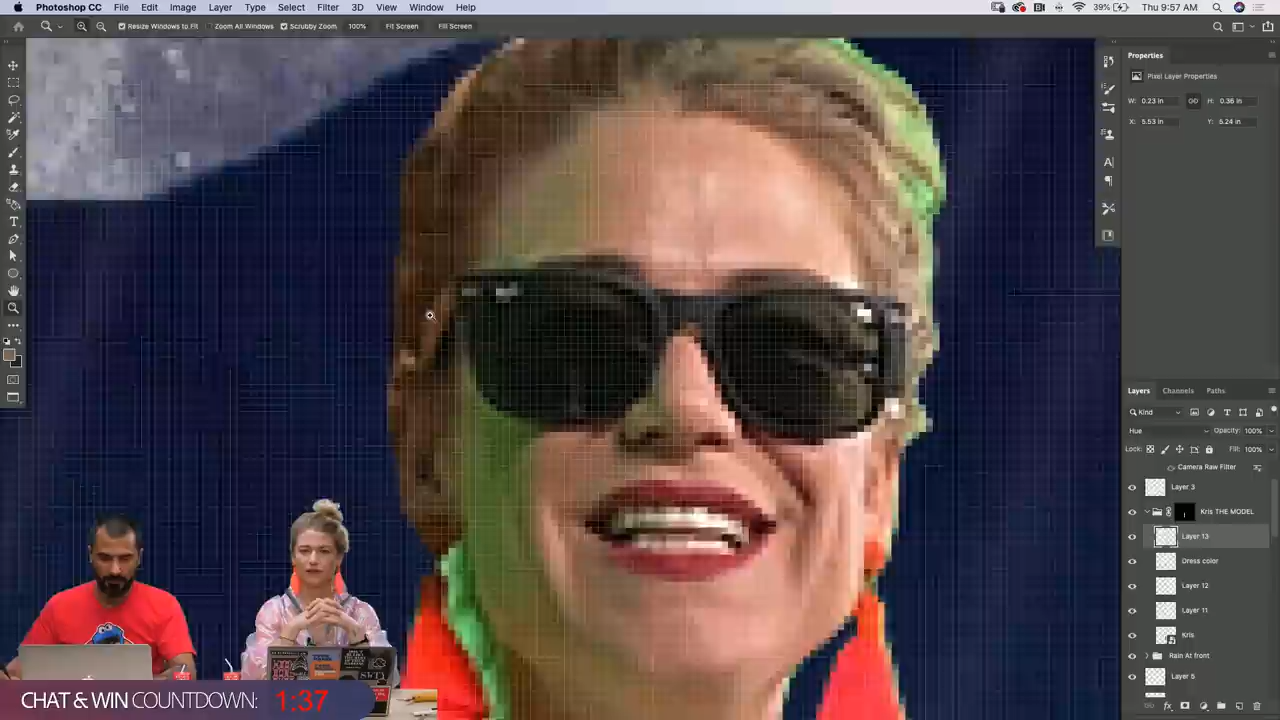 Photoshop CC File Edit Image Layer Type Select Filter 3D View Window Help
39% Thu 9:57 AM
Resize Windows to Fit Zoom All Windows Scrubby Zoom 100% Fit Screen Fill Screen
Properties
Pixel Layer Properties
W: 0.23 in H: 0.36 in
X: 5.53 in Y: 5.24 in
Layers Channels Paths
Kind
Hue Opacity: 100%
Lock: Fill: 100%
Camera Raw Filter
Layer 3
Kris THE MODEL
Layer 13
Dress color
Layer 12
Layer 11
Kris
Rain At front
Layer 5
CHAT & WIN COUNTDOWN: 1:37